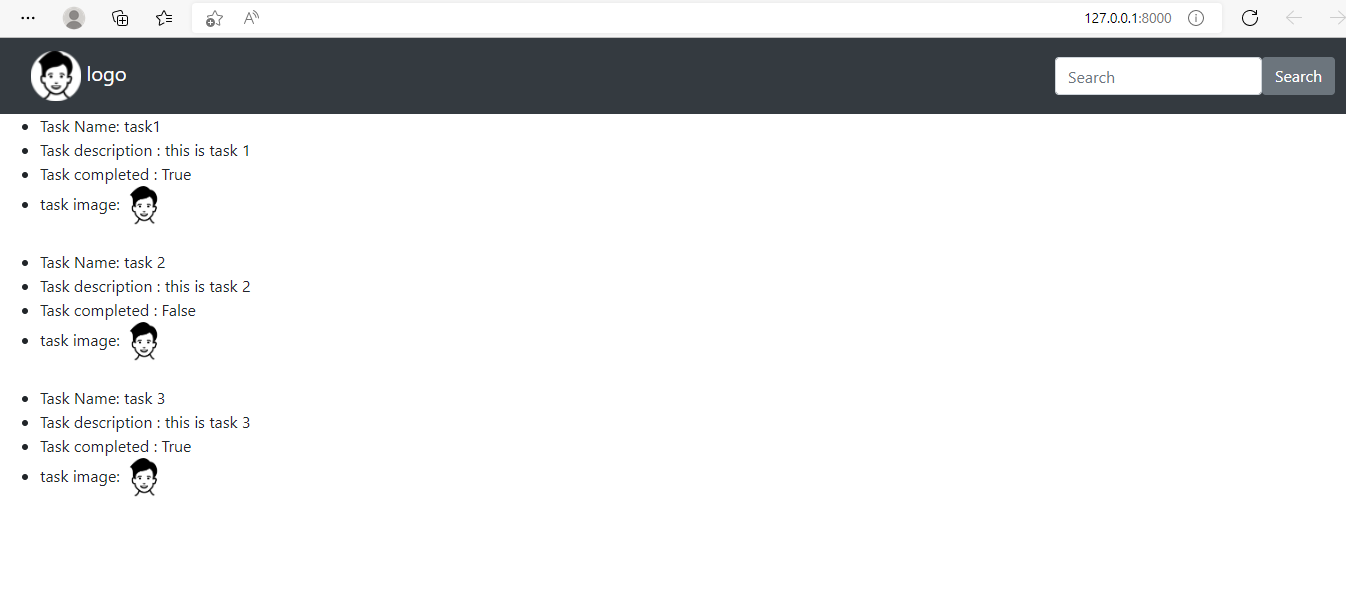 127.0.0.1:8000
logo
Search Search
Task Name: task1
Task description : this is task 1
Task completed : True
task image:
Task Name: task 2
Task description : this is task 2
Task completed : False
task image:
Task Name: task 3
Task description : this is task 3
Task completed : True
task image: